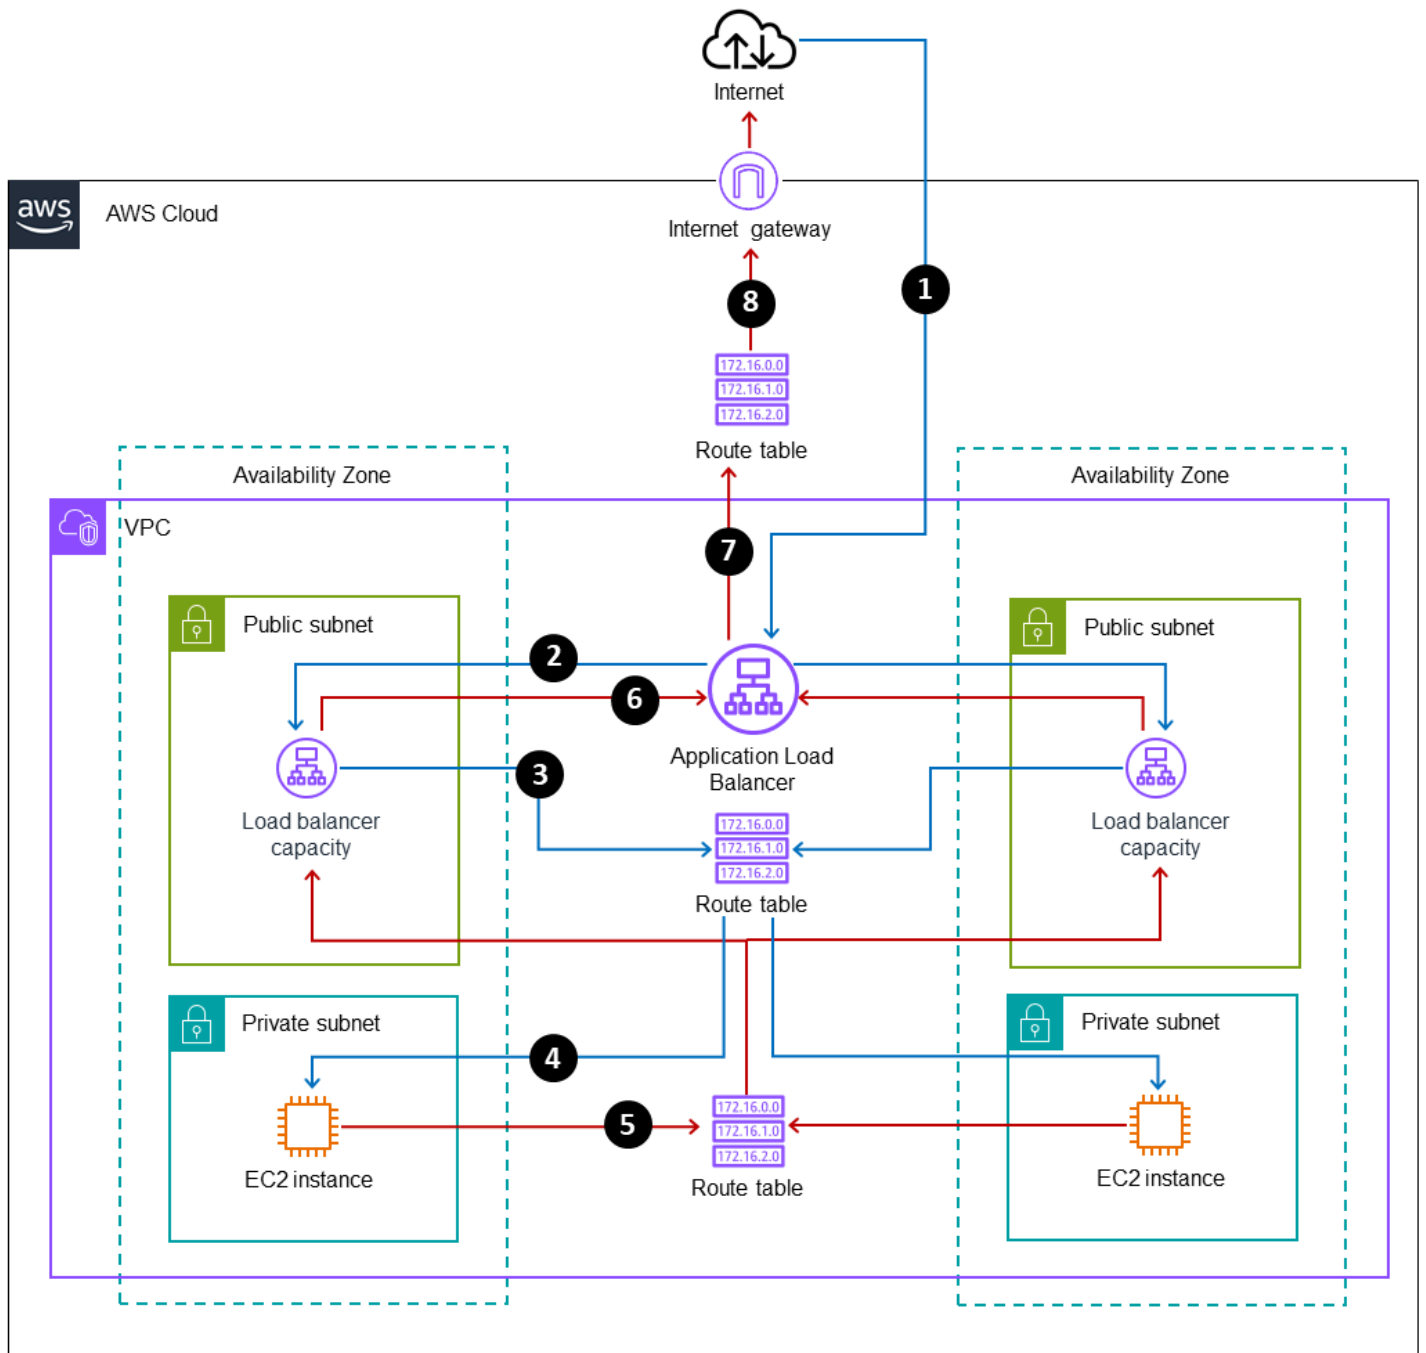 Internet
aws
AWS Cloud
Internet gateway
1
8
172.16.0.0
172.16.1.0
172.16.2.0
Route table
Availability Zone
Availability Zone
VPC
7
Public subnet
Public subnet
2
6
Application Load
Balancer
3
Load balancer
capacity
172.16.0.0
172.16.1.0
172.16.2.0
Route table
Load balancer
capacity
Private subnet
Private subnet
4
5
172.16.0.0
172.16.1.0
172.16.2.0
Route table
EC2 instance
EC2 instance